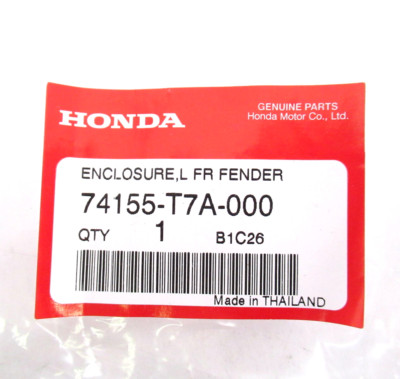 HONDA
GENUINE PARTS
Honda Motor Co., Ltd.
ENCLOSURE,L FR FENDER
74155-T7A-000
QTY 1 B1C26
Made in THAILAND